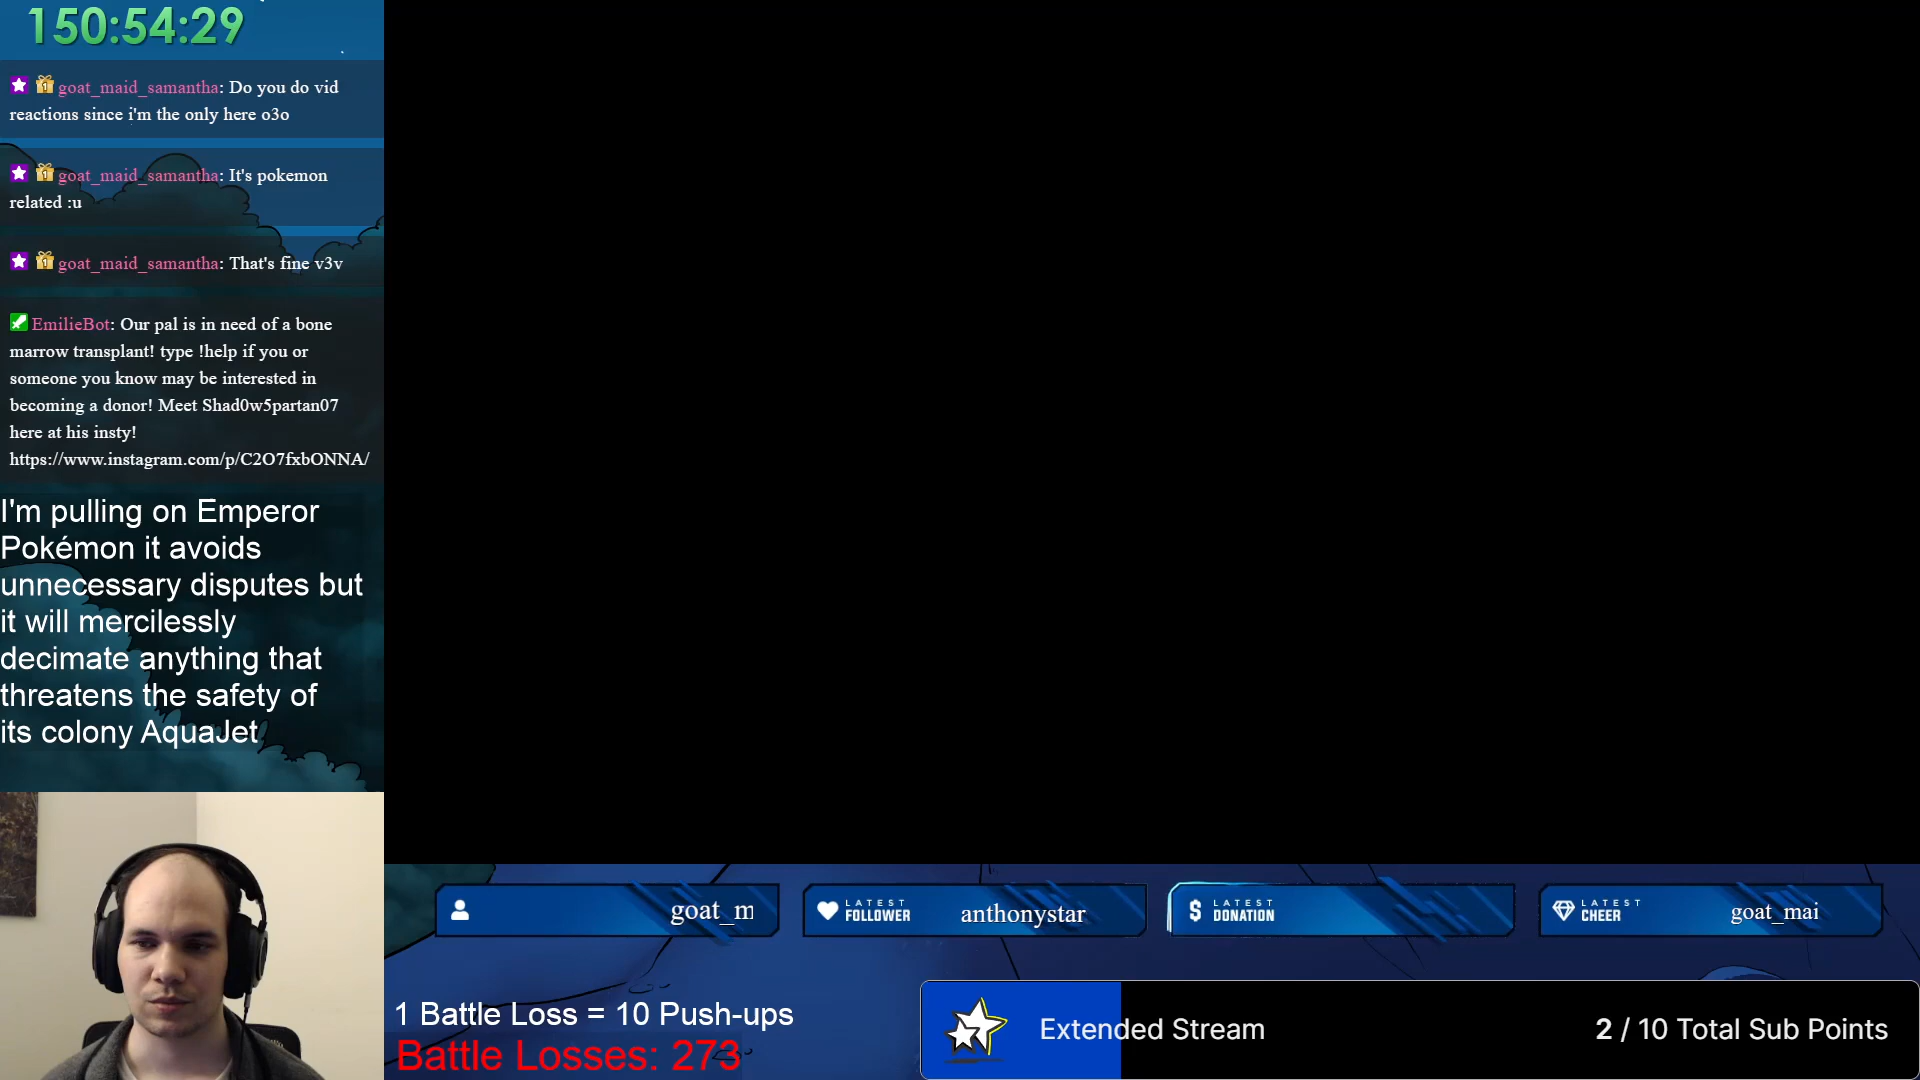 150:54:29
goat_maid_samantha: Do you do vid
reactions since i'm the only here o3o
goat_maid_samantha: It's pokemon
related :u
goat_maid_samantha: That's fine v3v
EmilieBot: Our pal is in need of a bone
marrow transplant! type !help if you or
someone you know may be interested in
becoming a donor! Meet Shad0w5partan07
here at his insty!
https://www.instagram.com/p/C2O7fxbONNA/
I'm pulling on Emperor
Pokémon it avoids
unnecessary disputes but
it will mercilessly
decimate anything that
threatens the safety of
its colony AquaJet
goat_m
LATEST
FOLLOWER
anthonystar
LATEST
DONATION
LATEST
CHEER
goat_mai
1 Battle Loss = 10 Push-ups
Battle Losses: 273
Extended Stream
2 / 10 Total Sub Points